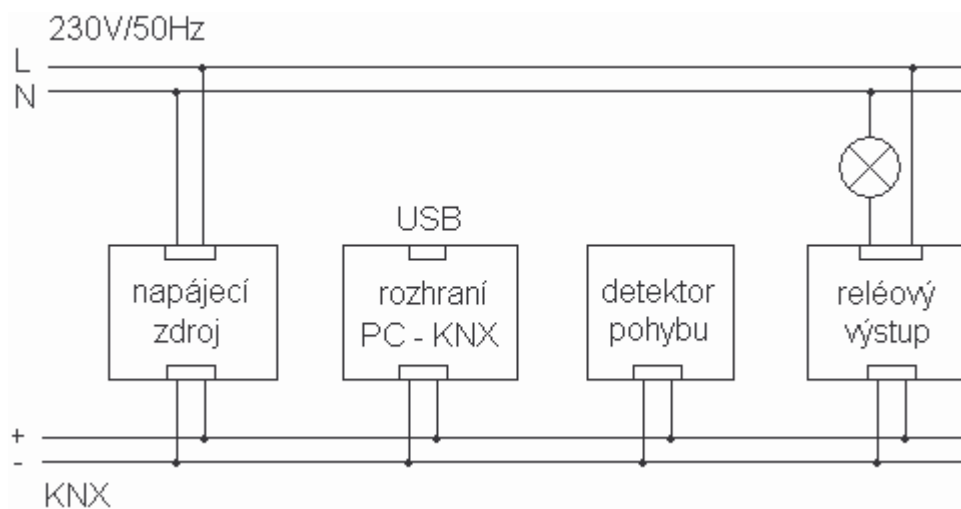 230V/50Hz
L
N
USB
napájecí
zdroj
rozhraní
PC - KNX
detektor
pohybu
reléový
výstup
+
-
KNX